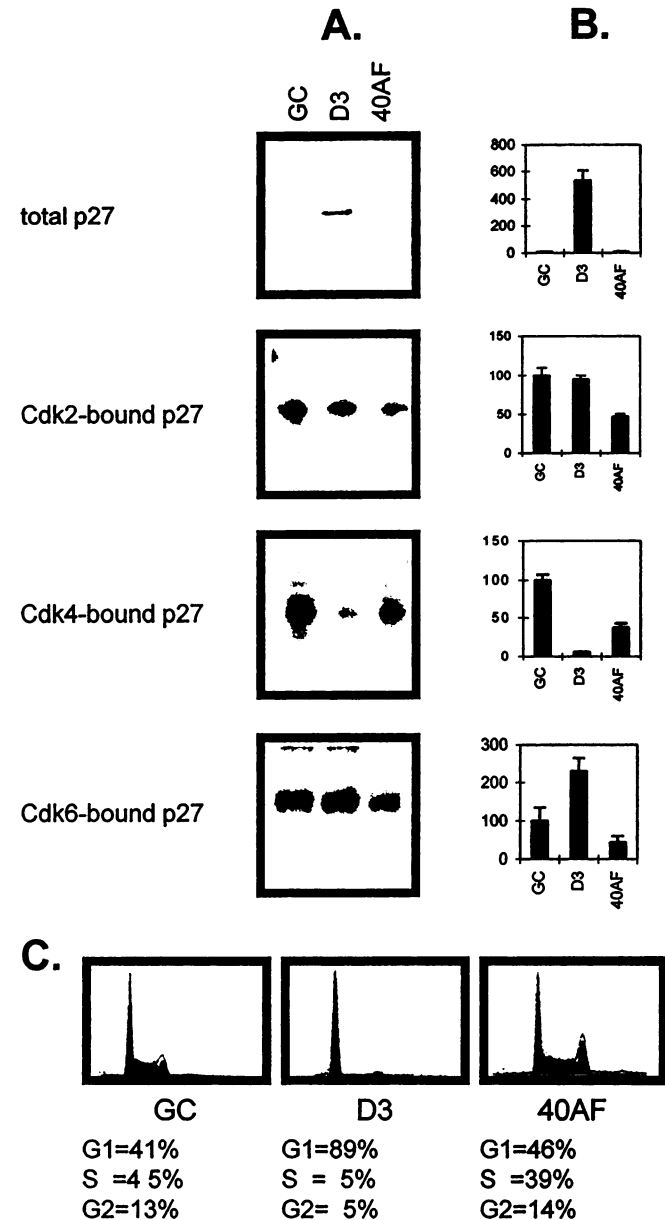 A. B.
GC D3 40AF
total p27
800
600
400
200
0
GC D3 40AF
Cdk2-bound p27
150
100
50
0
GC D3 40AF
Cdk4-bound p27
150
100
50
0
GC D3 40AF
Cdk6-bound p27
300
200
100
0
GC D3 40AF
C.
GC D3 40AF
G1=41% G1=89% G1=46%
S =4 5% S = 5% S =39%
G2=13% G2= 5% G2=14%